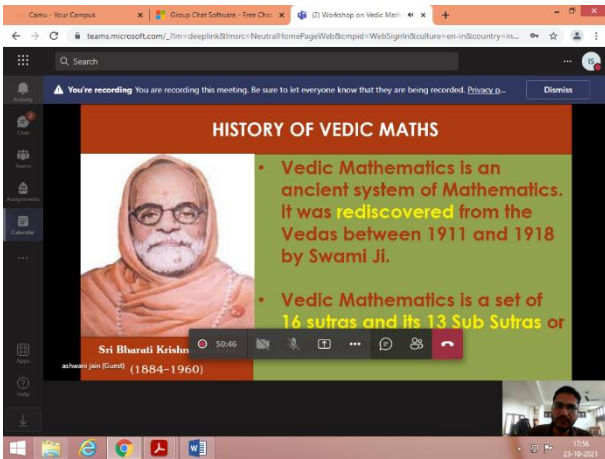 Camu - Your Campus
Group Chat Software - Free Chat
(2) Workshop on Vedic Math
teams.microsoft.com/_?lm=deeplink&lmsrc=NeutralHomePageWeb&cmpid=WebSignIn&culture=en-in&country=in...
Search
IS
You're recording You are recording this meeting. Be sure to let everyone know that they are being recorded. Privacy p...
Dismiss
Activity
Chat
Teams
Assignments
Calendar
Apps
Help
HISTORY OF VEDIC MATHS
• Vedic Mathematics is an
ancient system of Mathematics.
It was rediscovered from the
Vedas between 1911 and 1918
by Swami Ji.
• Vedic Mathematics is a set of
16 sutras and its 13 Sub Sutras or
50:46
Sri Bharati Krishn
ashwani jain (Guest)
(1884-1960)
17:56
23-10-2021